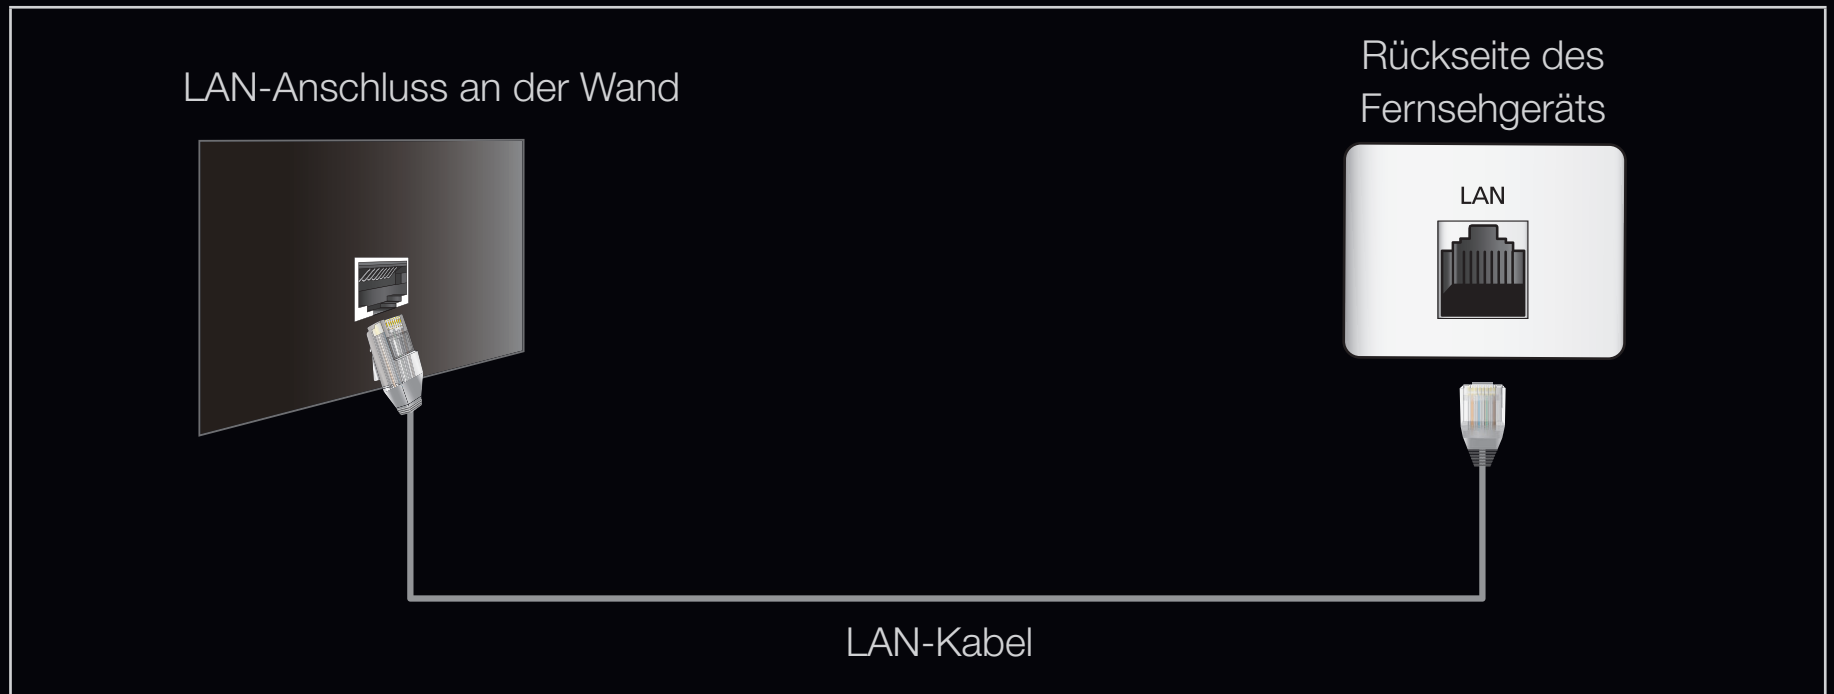 LAN-Anschluss an der Wand
Rückseite des
Fernsehgeräts
LAN
LAN-Kabel